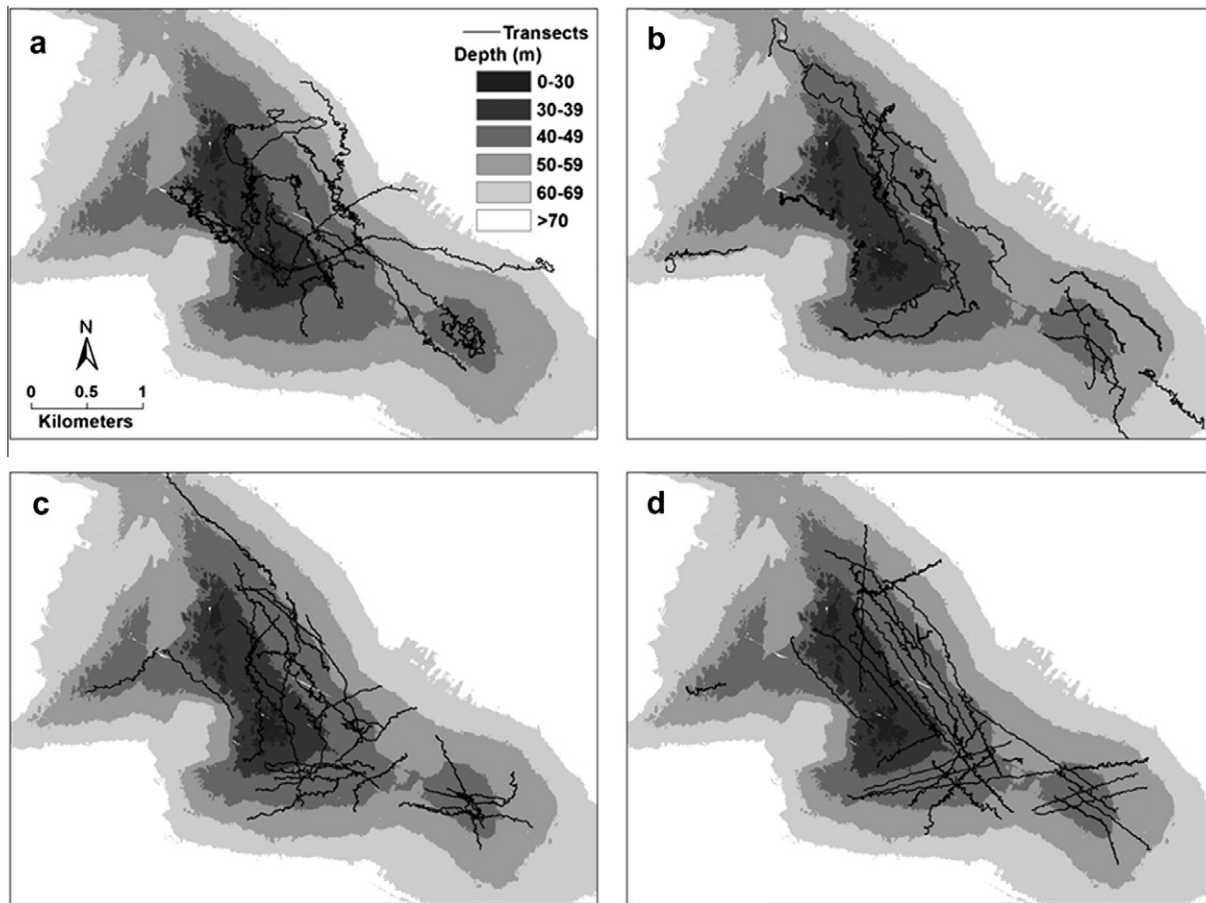 a
Transects
Depth (m)
0-30
30-39
40-49
50-59
60-69
>70
N
0 0.5 1
Kilometers
b
c
d